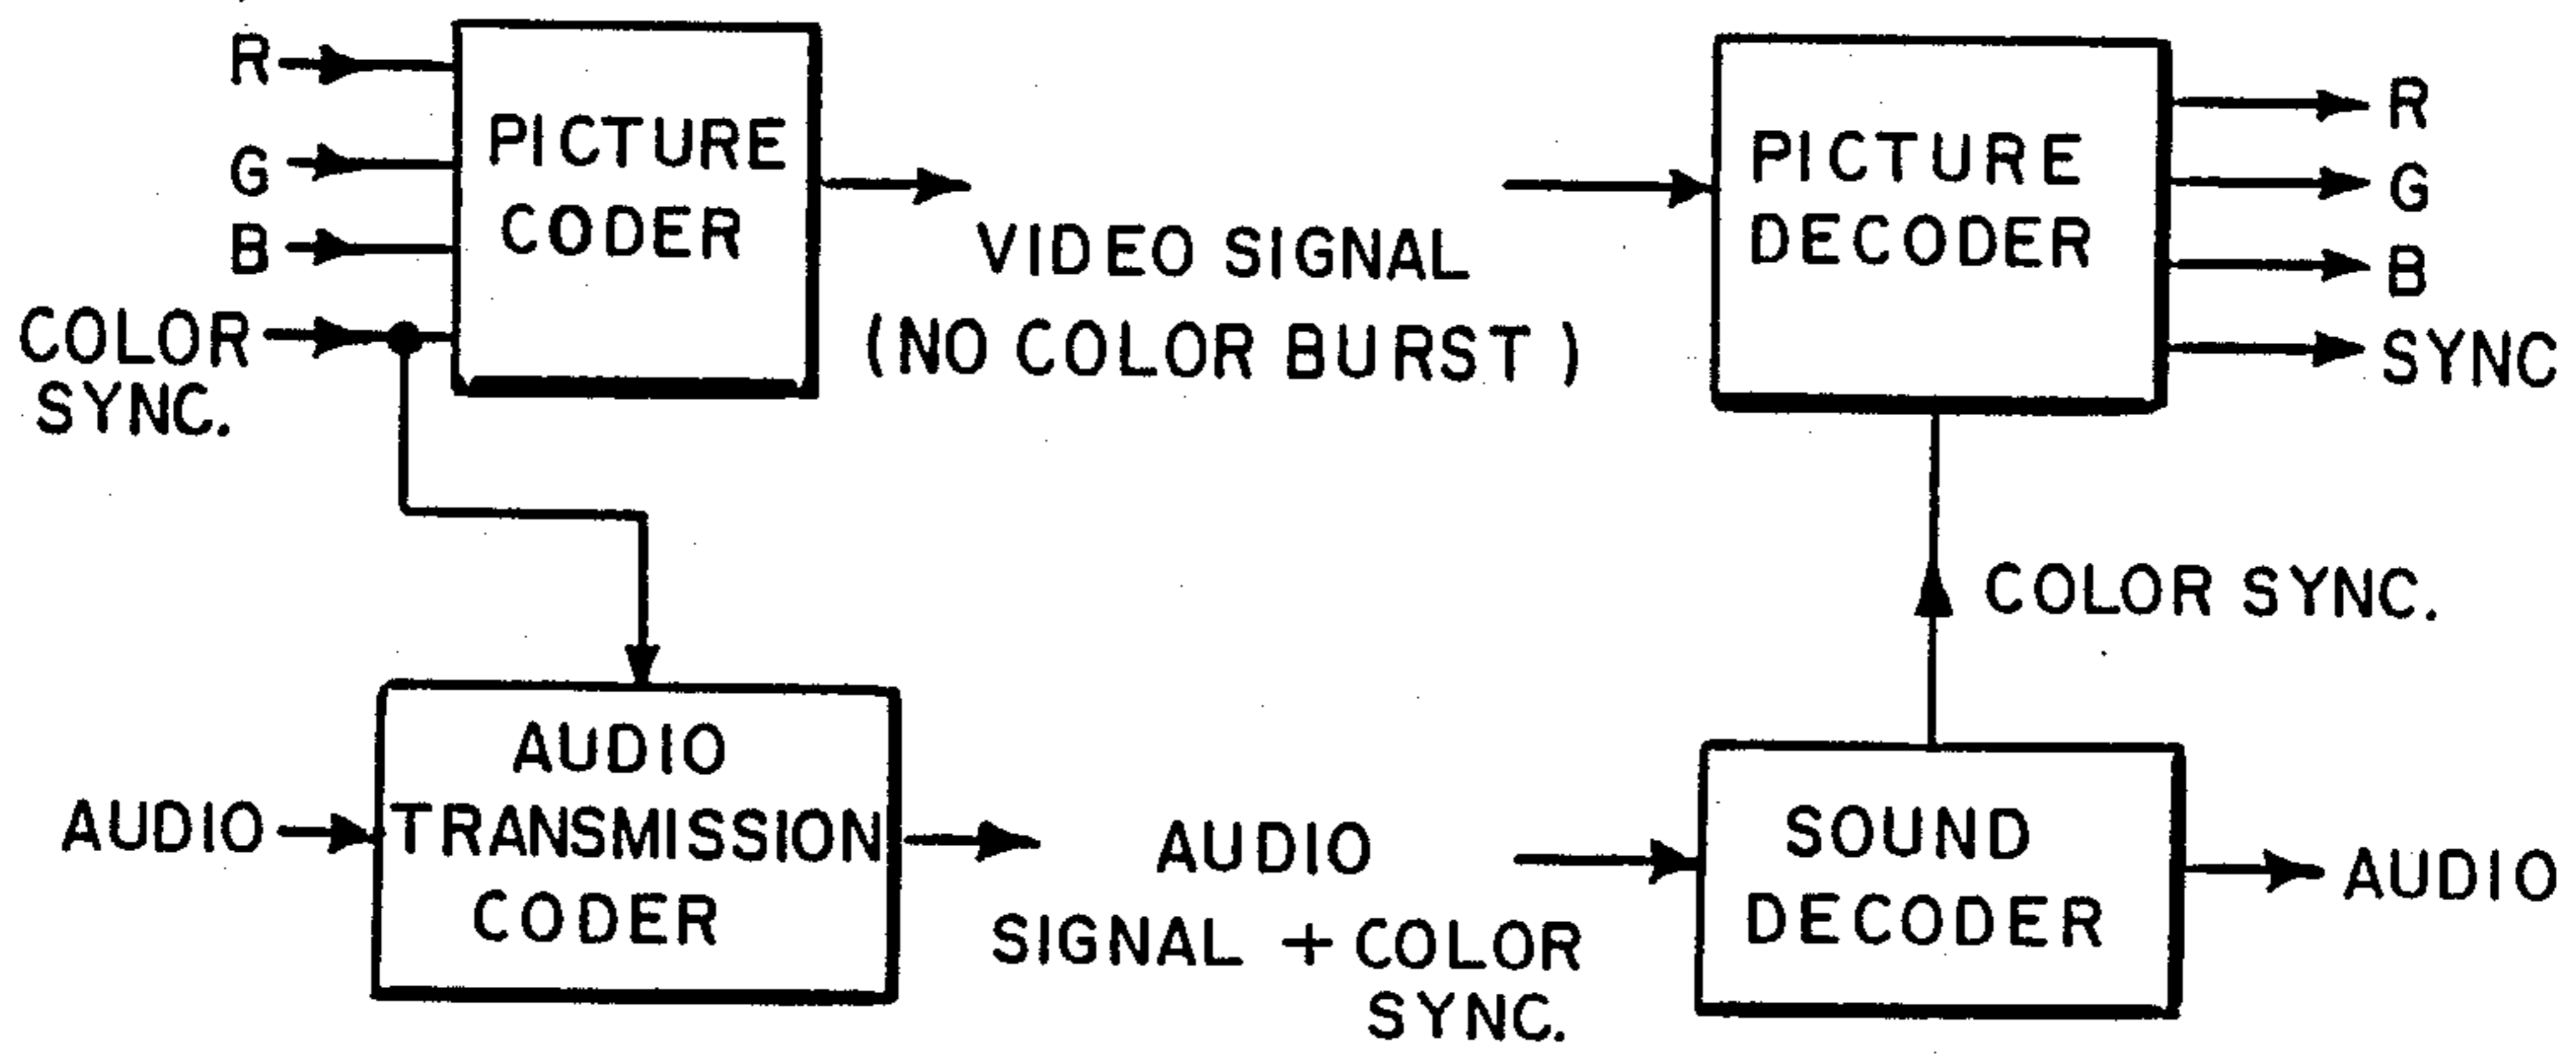 R
G
B
COLOR
SYNC.
PICTURE
CODER
VIDEO SIGNAL
(NO COLOR BURST )
PICTURE
DECODER
R
G
B
SYNC
COLOR SYNC.
AUDIO
AUDIO
TRANSMISSION
CODER
AUDIO
SIGNAL + COLOR
SYNC.
SOUND
DECODER
AUDIO